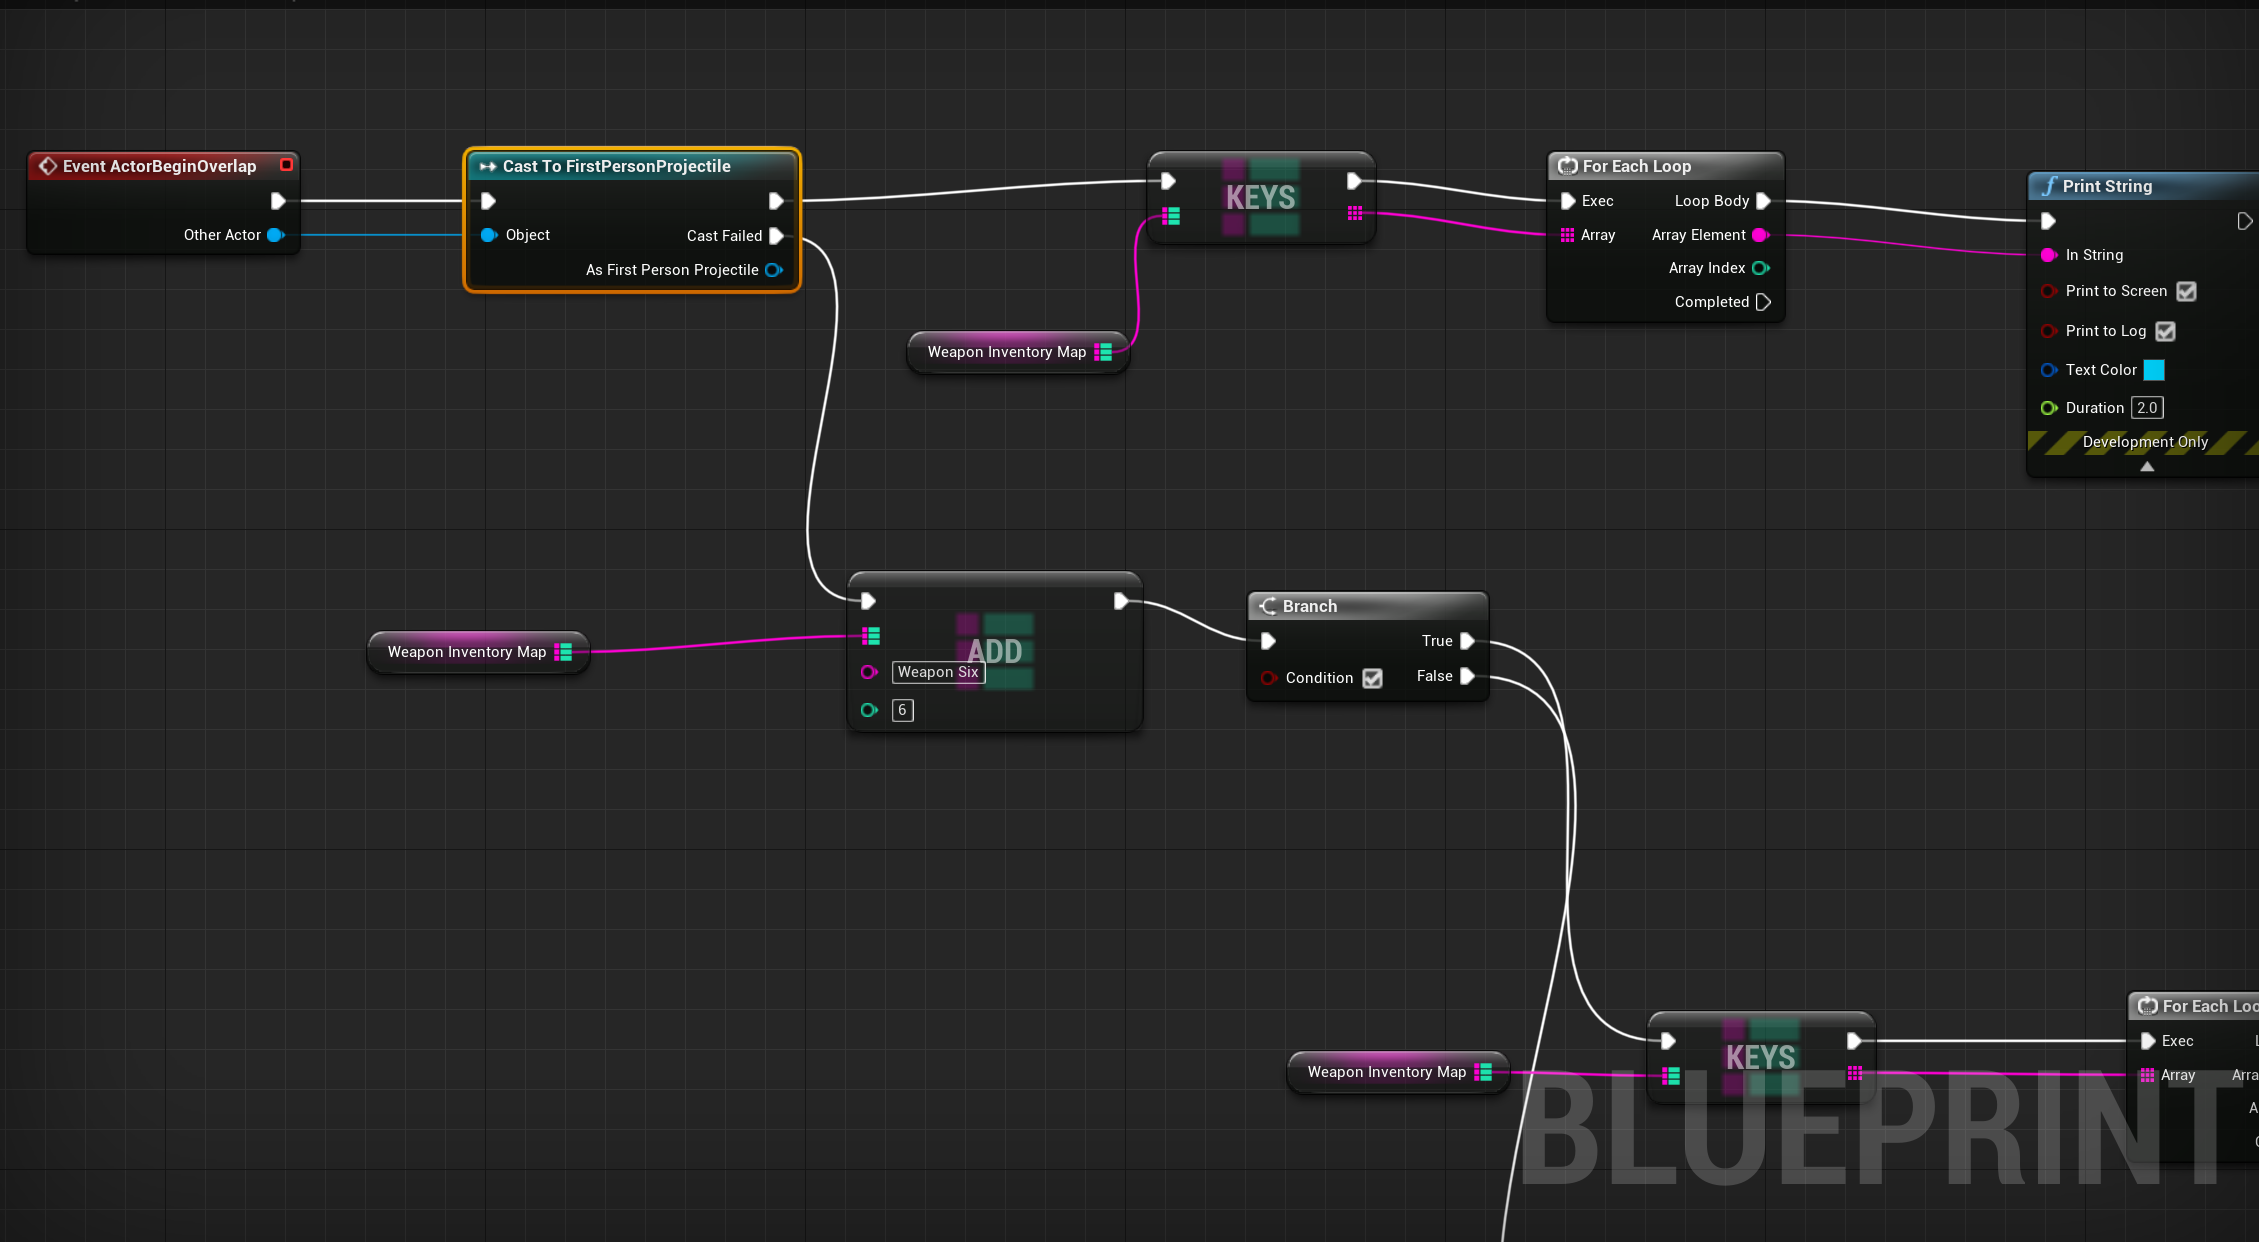 Event ActorBeginOverlap
Other Actor
Cast To FirstPersonProjectile
Object
Cast Failed
As First Person Projectile
KEYS
Weapon Inventory Map
For Each Loop
Exec
Loop Body
Array
Array Element
Array Index
Completed
Print String
In String
Print to Screen
Print to Log
Text Color
Duration 2.0
Development Only
Weapon Inventory Map
ADD
Weapon Six
6
Branch
True
Condition
False
Weapon Inventory Map
KEYS
For Each Loo
Exec
Array
Arra
BLUEPRINT